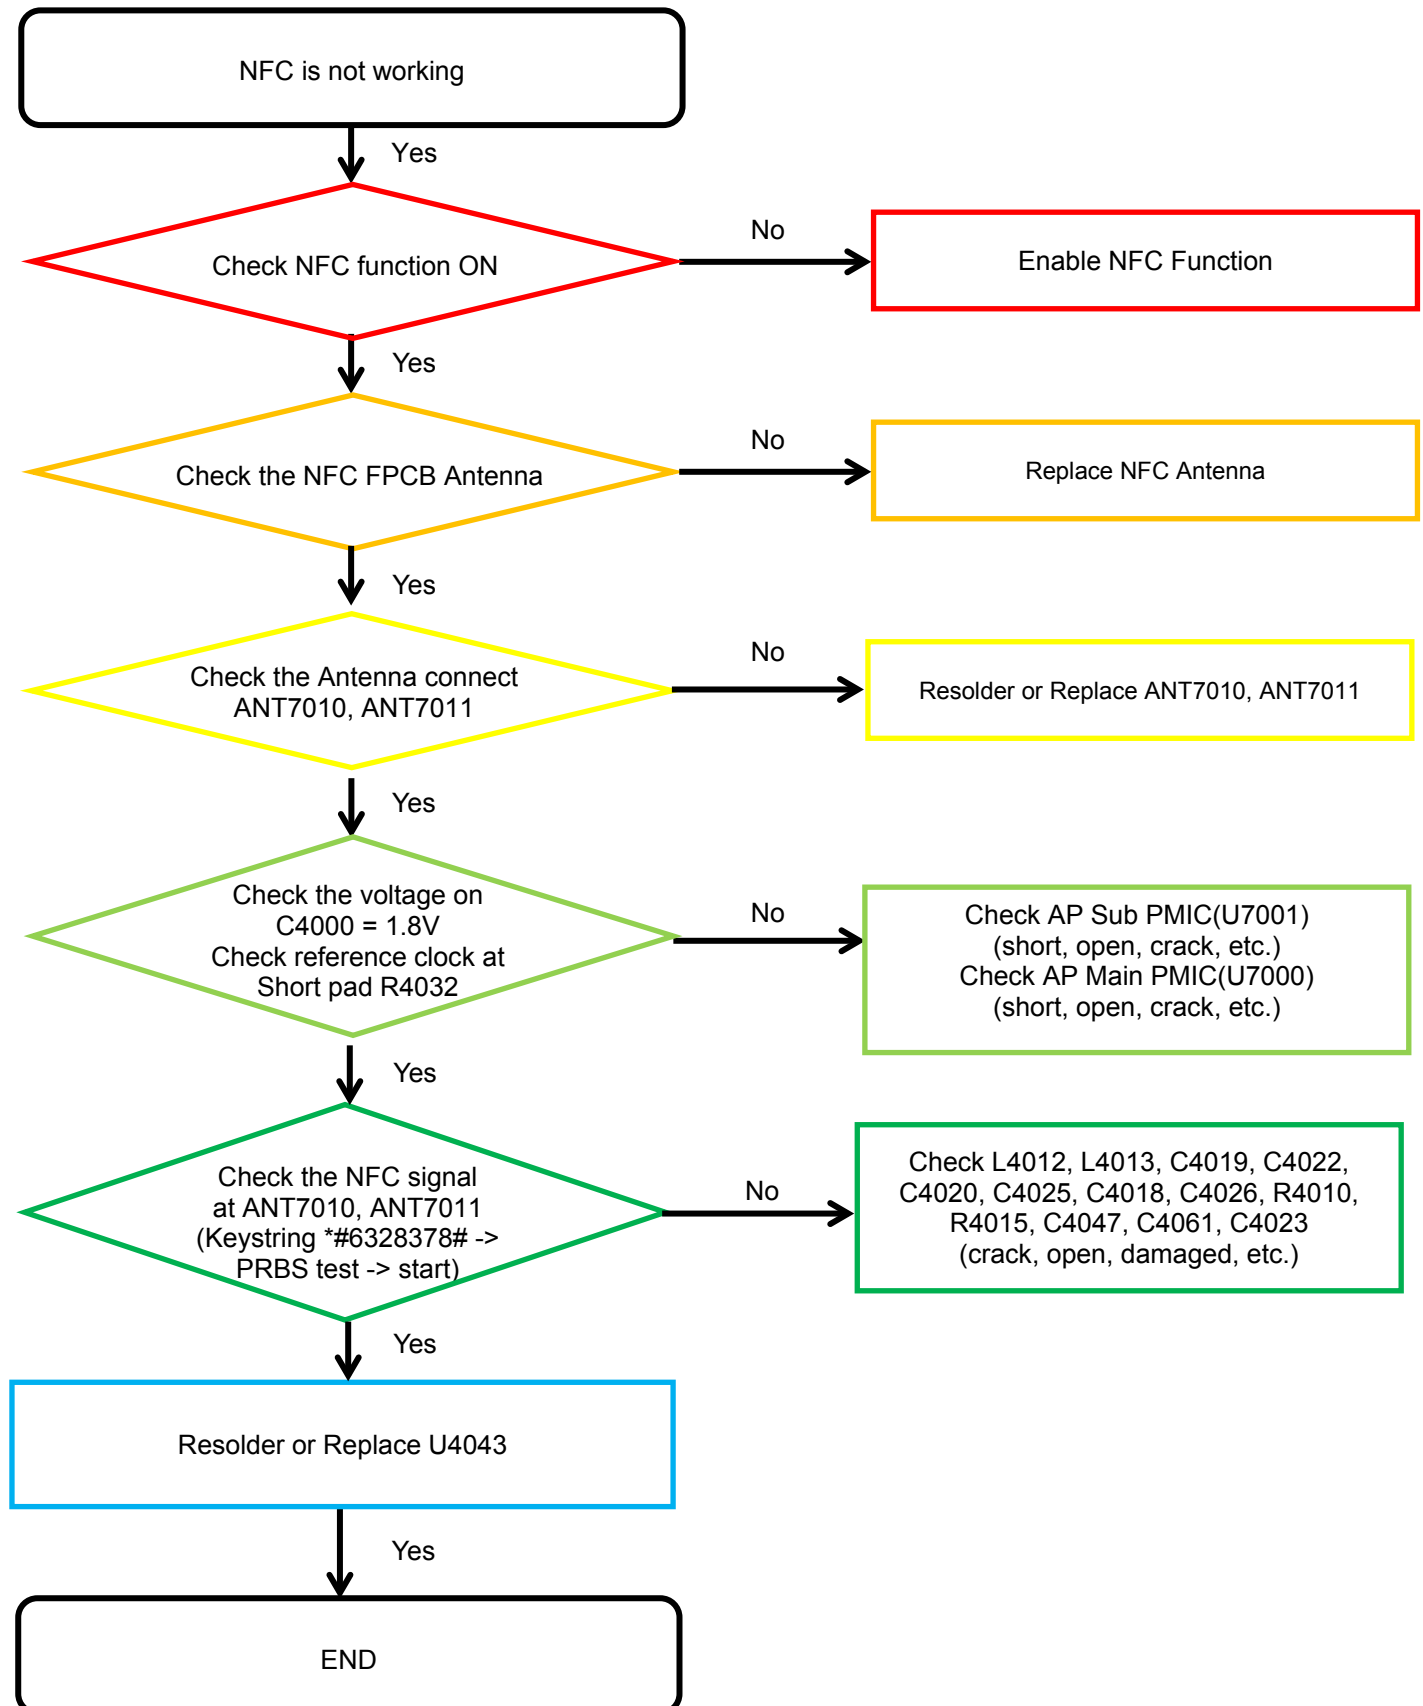 NFC is not working
Yes
Check NFC function ON
No
Enable NFC Function
Yes
Check the NFC FPCB Antenna
No
Replace NFC Antenna
Yes
Check the Antenna connect
ANT7010, ANT7011
No
Resolder or Replace ANT7010, ANT7011
Yes
Check the voltage on
C4000 = 1.8V
Check reference clock at
Short pad R4032
No
Check AP Sub PMIC(U7001)
(short, open, crack, etc.)
Check AP Main PMIC(U7000)
(short, open, crack, etc.)
Yes
Check the NFC signal
at ANT7010, ANT7011
(Keystring *#6328378# ->
PRBS test -> start)
No
Check L4012, L4013, C4019, C4022,
C4020, C4025, C4018, C4026, R4010,
R4015, C4047, C4061, C4023
(crack, open, damaged, etc.)
Yes
Resolder or Replace U4043
Yes
END